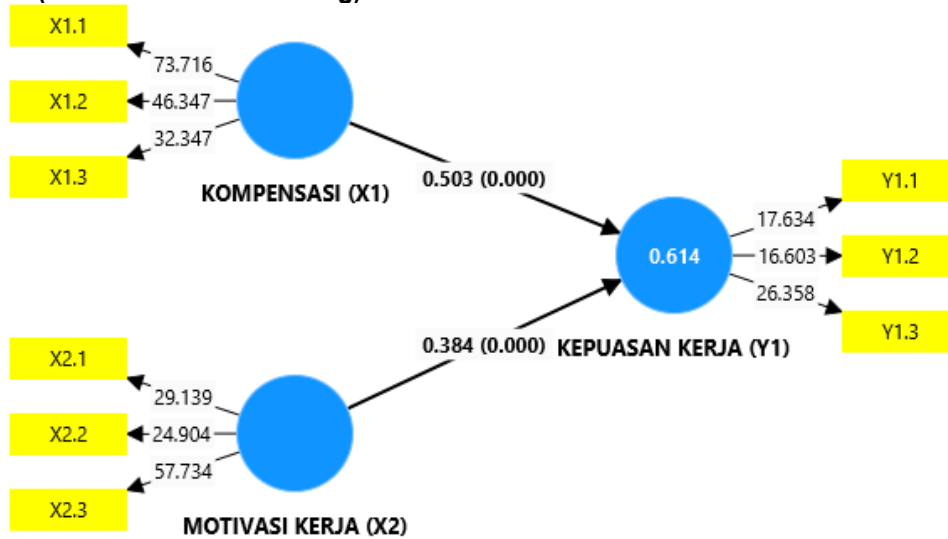 X1.1
73.716
X1.2
46.347
32.347
X1.3
KOMPENSASI (X1)
0.503 (0.000)
Y1.1
17.634
0.614
16.603
Y1.2
26.358
Y1.3
KEPUASAN KERJA (Y1)
0.384 (0.000)
X2.1
29.139
X2.2
24.904
57.734
X2.3
MOTIVASI KERJA (X2)